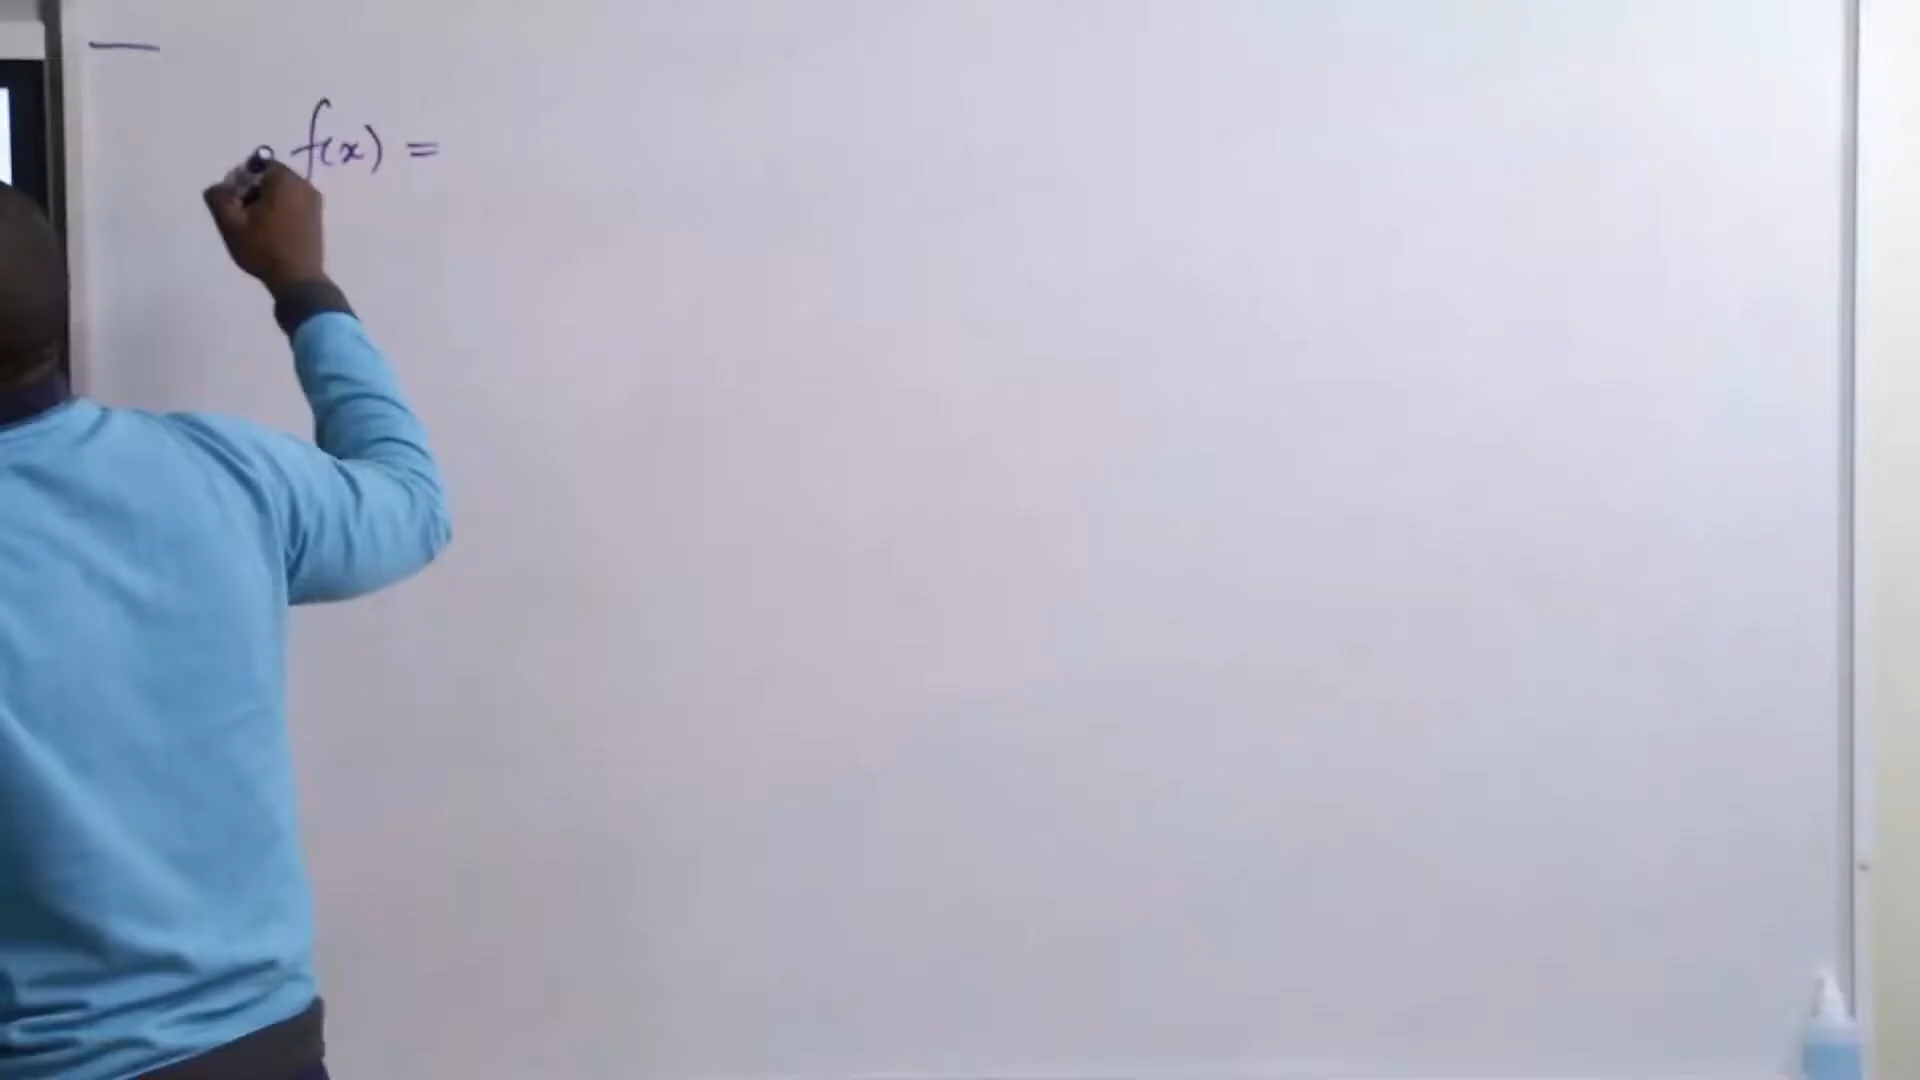 f(x) =